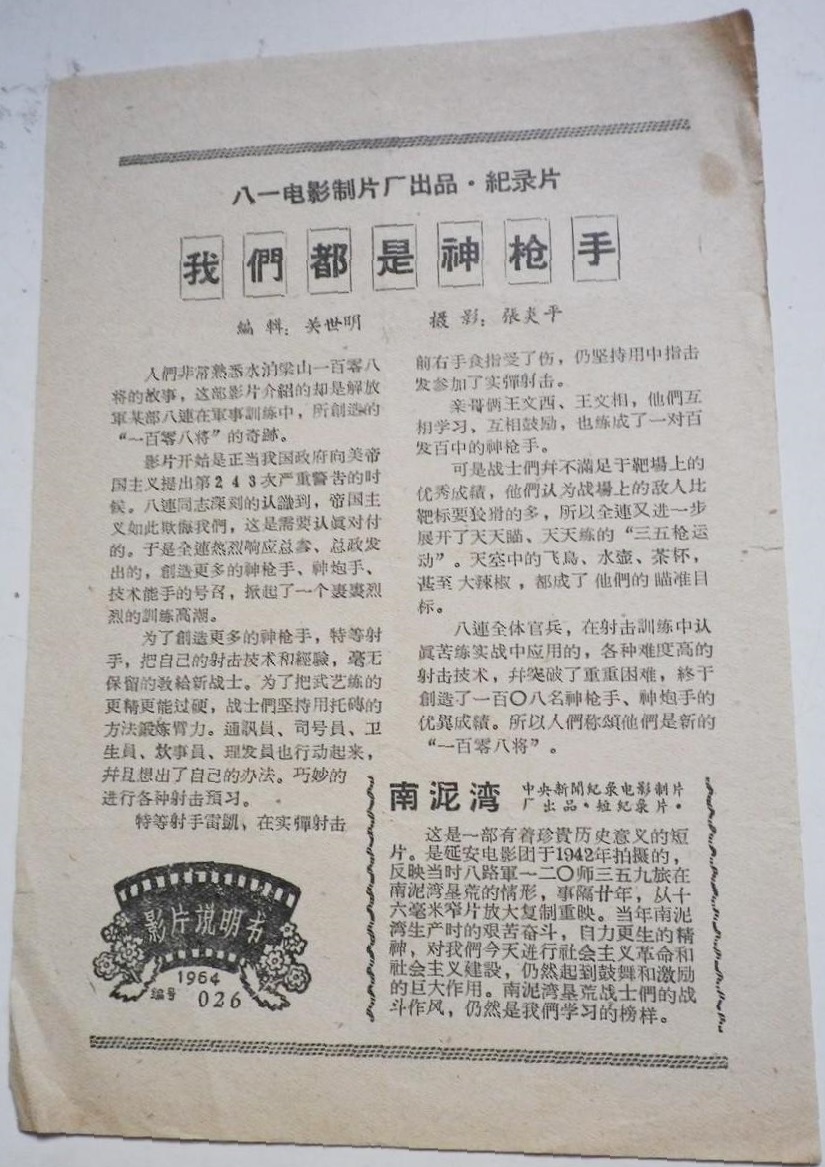 八一电影制片厂出品·紀录片
我們都是神枪手
編輯：关世明　摄影：張炎平
人們非常熟悉水泊梁山一百零八
将的故事，这部影片介紹的却是解放
軍某部八連在軍事訓練中，所創造的
“一百零八将”的奇跡。
影片开始是正当我国政府向美帝
国主义提出第243次严重警告的时
候。八連同志深刻的认識到，帝国主
义如此欺侮我們，这是需要认眞对付
的。于是全連热烈响应总参、总政发
出的，創造更多的神枪手、神炮手、
技术能手的号召，掀起了一个轰轰烈
烈的訓练高潮。
为了創造更多的神枪手，特等射
手，把自己的射击技术和經驗，毫无
保留的敎給新战士。为了把武艺练的
更精更能过硬，战士們坚持用托磚的
方法鍛炼臂力。通訊員、司号員、卫
生員、炊事員、理发員也行动起来，
幷且想出了自己的办法。巧妙的
进行各种射击預习。
特等射手雷凱，在实彈射击
前右手食指受了伤，仍坚持用中指击
发参加了实彈射击。
亲哥俩王文西、王文相，他們互
相学习、互相鼓励，也练成了一对百
发百中的神枪手。
可是战士們幷不滿足于靶場上的
优秀成績，他們认为战場上的敌人比
靶标要狡猾的多，所以全連又进一步
展开了天天瞄、天天练的“三五枪运
动”。天空中的飞鳥、水壶、茶杯，
甚至大辣椒，都成了他們的瞄准目
标。
八連全体官兵，在射击訓練中认
眞苦练实战中应用的，各种难度高的
射击技术，幷突破了重重困难，終于
創造了一百〇八名神枪手、神炮手的
优異成績。所以人們称頌他們是新的
“一百零八将”。
南泥湾
中央新聞紀录电影制片
厂出品·短紀录片·
这是一部有着珍貴历史意义的短
片。是延安电影团于1942年拍摄的，
反映当时八路軍一二〇师三五九旅在
南泥湾垦荒的情形，事隔廿年，从十
六毫米窄片放大复制重映。当年南泥
湾生产时的艰苦奋斗，自力更生的精
神，对我們今天进行社会主义革命和
社会主义建設，仍然起到鼓舞和激励
的巨大作用。南泥湾垦荒战士們的战
斗作风，仍然是我們学习的榜样。
影片说明书
1964
編号 026